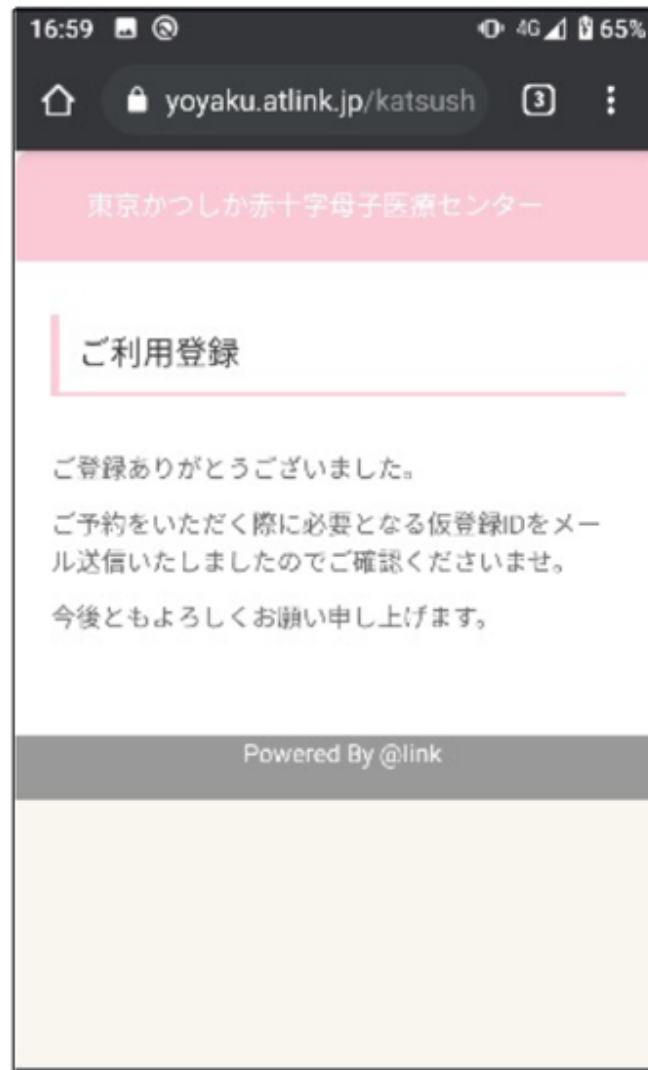 16:59
4G
65%
yoyaku.atlink.jp/katsush
3
東京かつしか赤十字母子医療センター
ご利用登録
ご登録ありがとうございました。
ご予約をいただく際に必要となる仮登録IDをメー
ル送信いたしましたのでご確認くださいませ。
今後ともよろしくお願い申し上げます。
Powered By @link